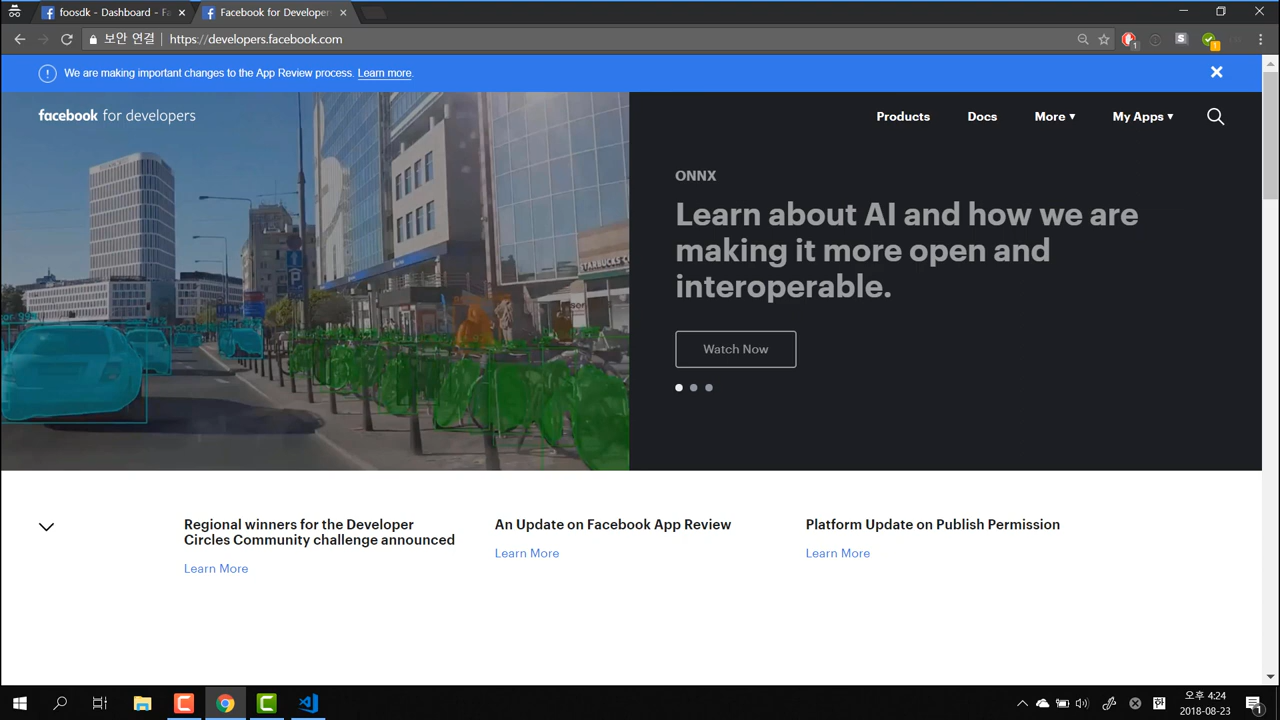 foosdk - Dashboard - Fa
Facebook for Developer
보안 연결
https://developers.facebook.com
We are making important changes to the App Review process. Learn more.
facebook for developers
Products
Docs
More ▾
My Apps ▾
ONNX
Learn about AI and how we are
making it more open and
interoperable.
Watch Now
STARBUCKS
Regional winners for the Developer
Circles Community challenge announced
Learn More
An Update on Facebook App Review
Learn More
Platform Update on Publish Permission
Learn More
한
오후 4:24
2018-08-23
1